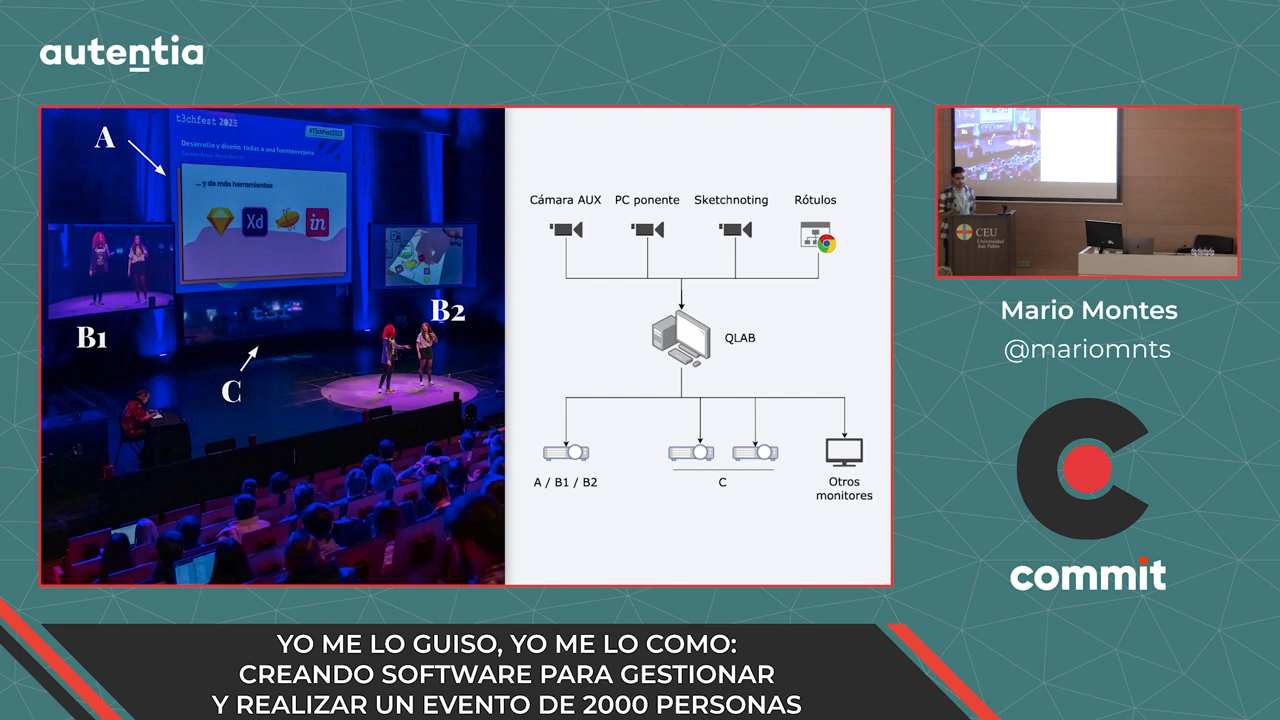 autentia
A
t3chfest 2023
#T3chFest2023
Desarrollo y diseño: todas a una fuenteovejuna
... y de más herramientas
Xd
in
B1
B2
C
Cámara AUX
PC ponente
Sketchnoting
Rótulos
QLAB
A / B1 / B2
C
Otros
monitores
CEU
Universidad
San Pablo
Mario Montes
@mariomnts
commit
YO ME LO GUISO, YO ME LO COMO:
CREANDO SOFTWARE PARA GESTIONAR
Y REALIZAR UN EVENTO DE 2000 PERSONAS